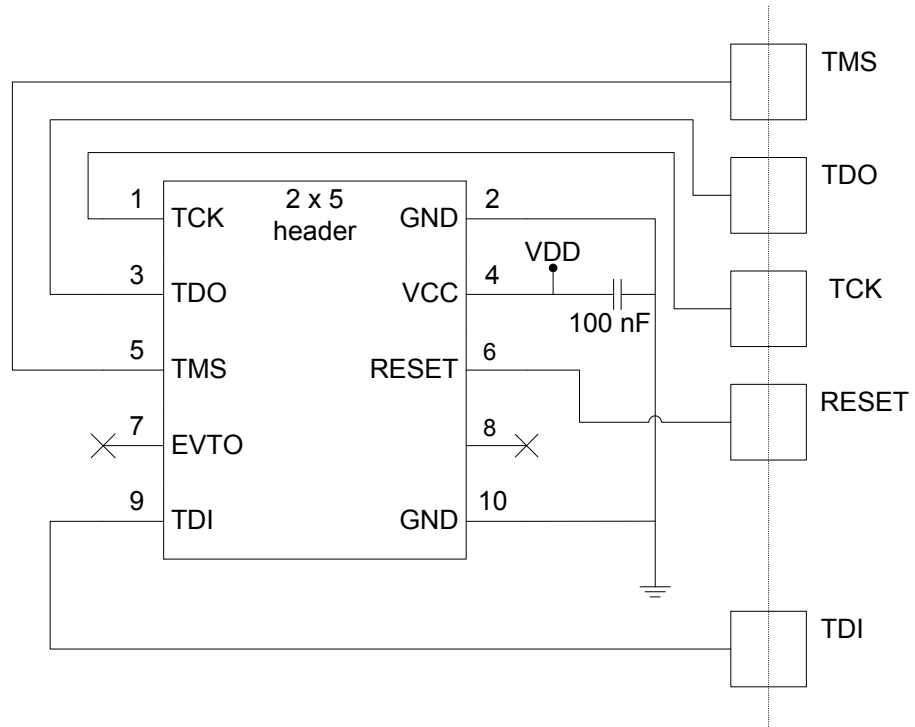 TMS
TDO
TCK
RESET
TDI
2 x 5
header
1
TCK
GND
2
VDD
3
TDO
VCC
4
100 nF
5
TMS
RESET
6
7
EVTO
8
9
TDI
GND
10